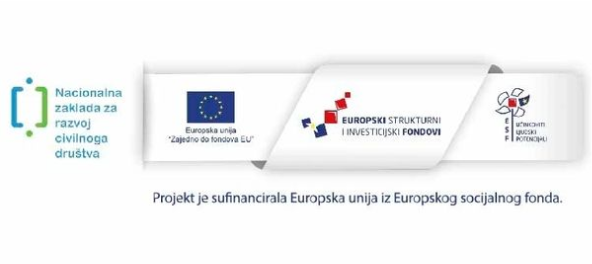 Nacionalna
zaklada za
razvoj
civilnoga
društva
Europska unija
"Zajedno do fondova EU"
EUROPSKI STRUKTURNI
I INVESTICIJSKI FONDOVI
ESF
UČINKOVITI
LJUDSKI
POTENCIJALI
Projekt je sufinancirala Europska unija iz Europskog socijalnog fonda.